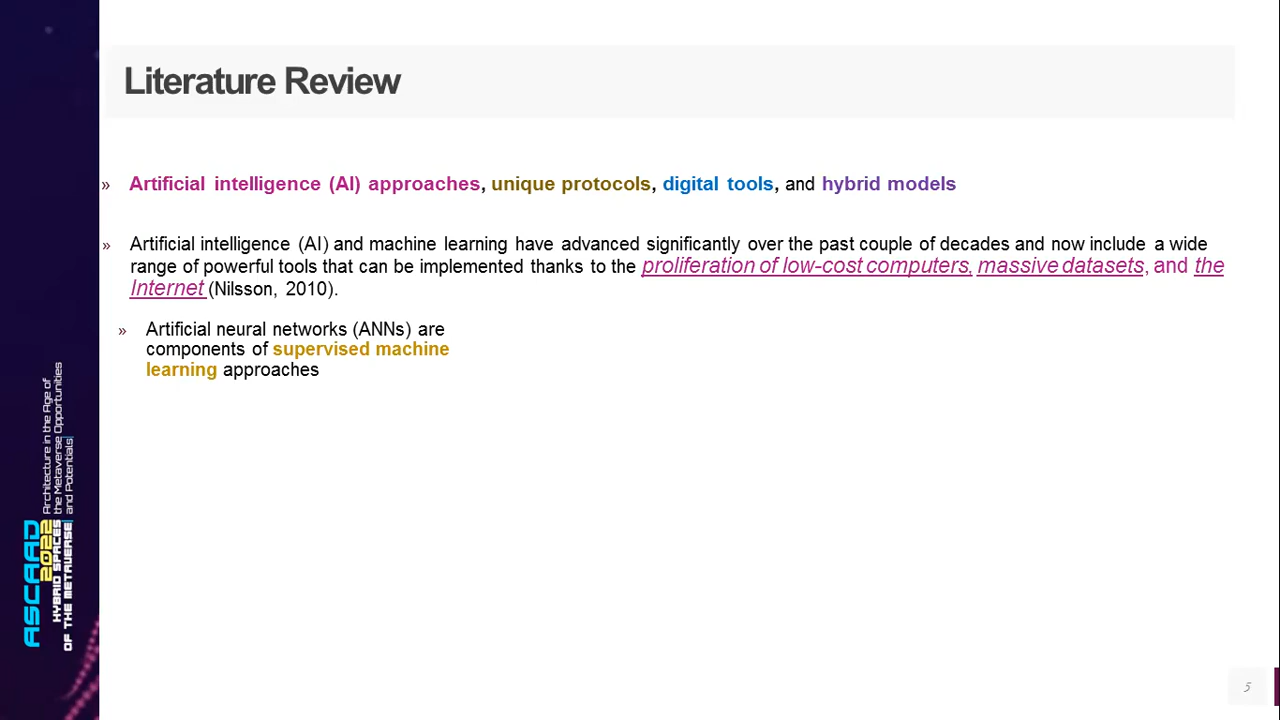 Literature Review
» Artificial intelligence (AI) approaches, unique protocols, digital tools, and hybrid models
» Artificial intelligence (AI) and machine learning have advanced significantly over the past couple of decades and now include a wide
range of powerful tools that can be implemented thanks to the proliferation of low-cost computers, massive datasets, and the
Internet (Nilsson, 2010).
» Artificial neural networks (ANNs) are
components of supervised machine
learning approaches
ASCAAD
2022
HYBRID SPACES
OF THE METAVERSE
Architecture in the Age of
the Metaverse Opportunities
and Potentials
5